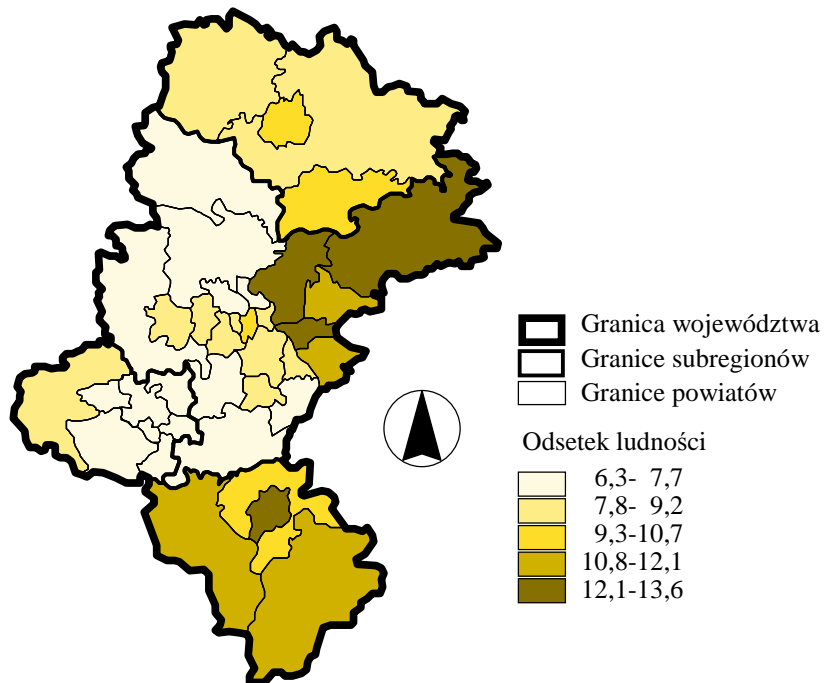 Granica województwa
Granice subregionów
Granice powiatów
Odsetek ludności
6,3- 7,7
7,8- 9,2
9,3-10,7
10,8-12,1
12,1-13,6